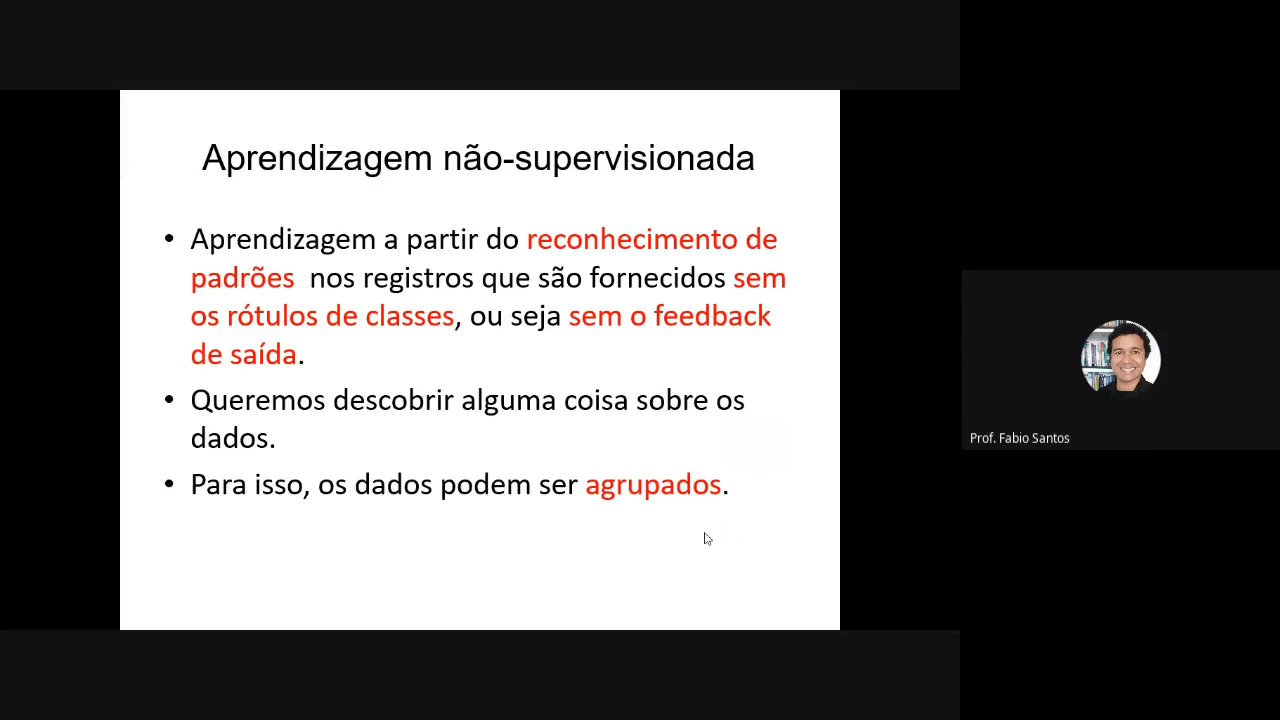 Aprendizagem não-supervisionada
• Aprendizagem a partir do reconhecimento de
padrões nos registros que são fornecidos sem
os rótulos de classes, ou seja sem o feedback
de saída.
• Queremos descobrir alguma coisa sobre os
dados.
• Para isso, os dados podem ser agrupados.
Prof. Fabio Santos